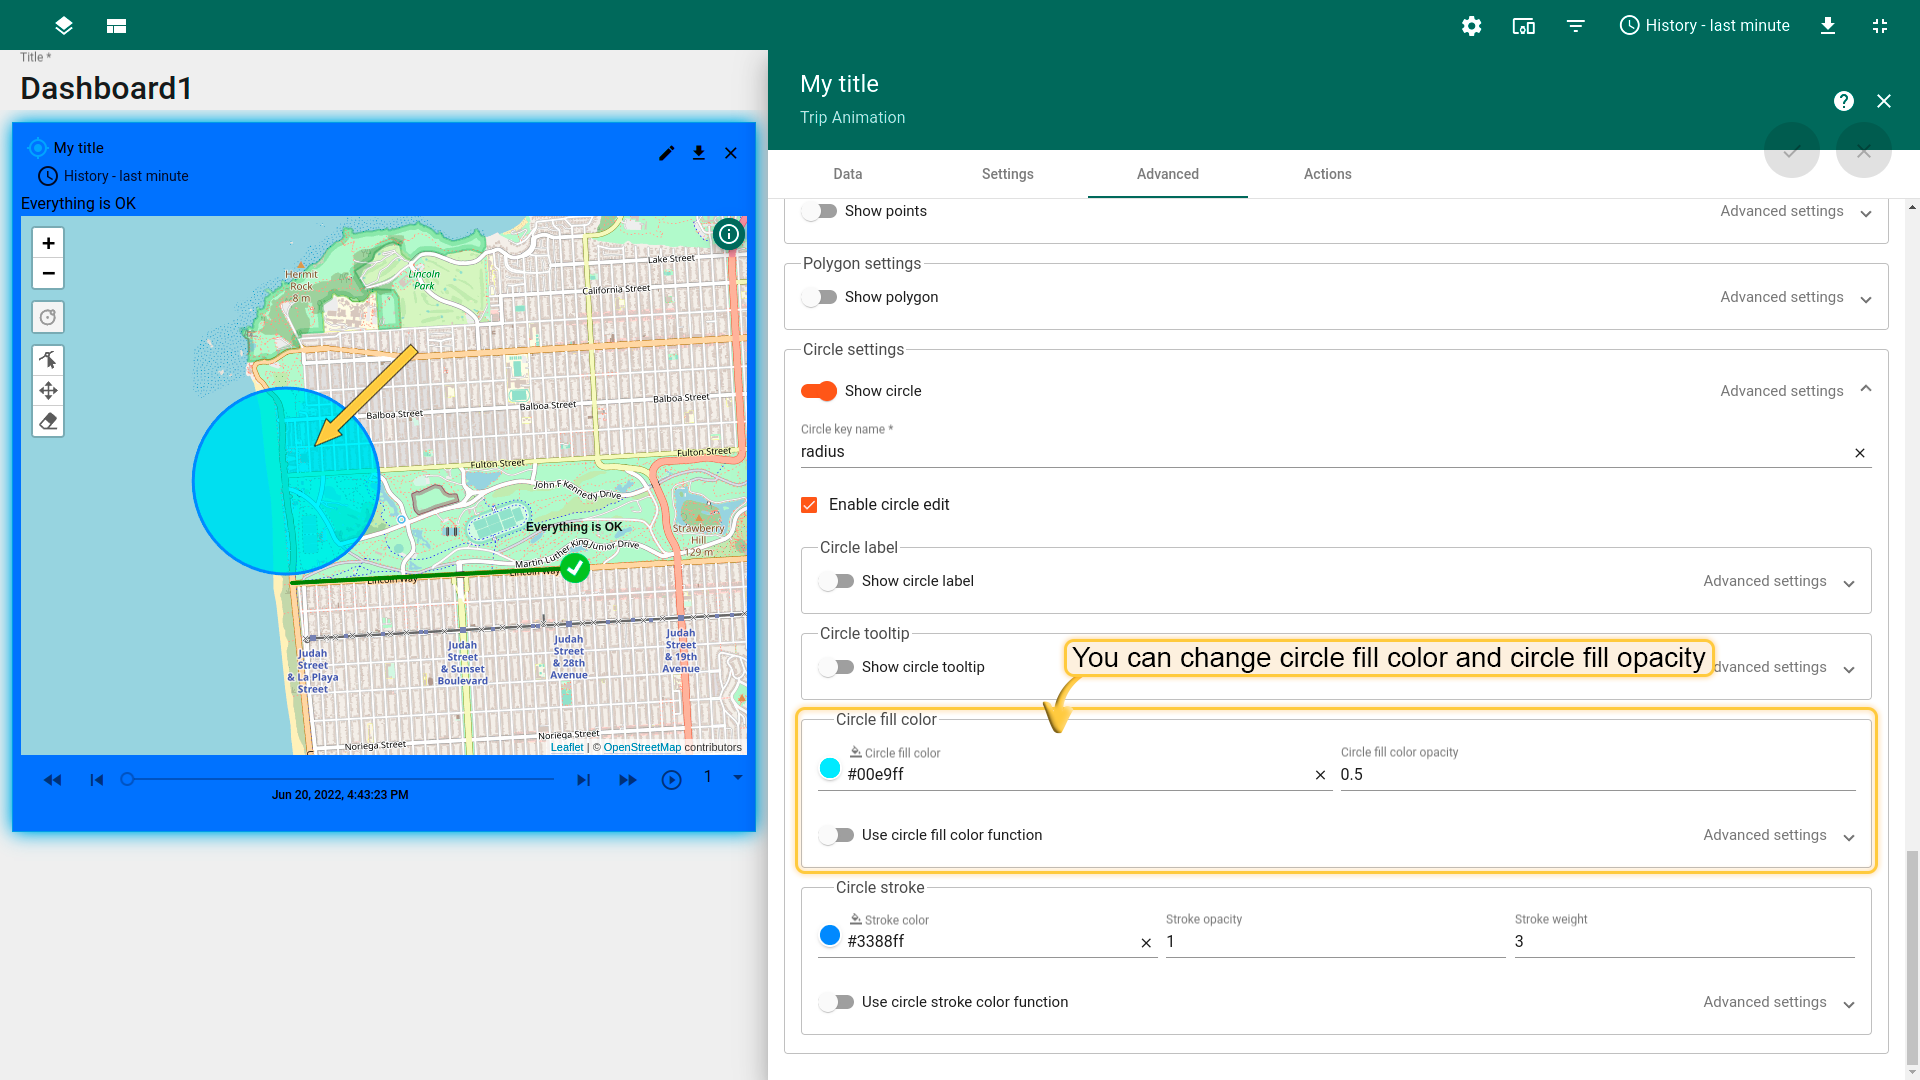 History - last minute
Title *
Dashboard1
My title
History - last minute
Everything is OK
+
−
Hermit
Rock
8 m
Lincoln
Park
Lake Street
California Street
Balboa Street
Balboa Street
Balboa Street
Fulton Street
Fulton Street
John F Kennedy Drive
Everything is OK
Strawberry
Hill
129 m
Martin Luther King Junior Drive
Lincoln Way
Lincoln Way
Judah
Street
& La Playa
Street
Judah
Street
& Sunset
Boulevard
Judah
Street
& 28th
Avenue
Judah
Street
& 19th
Avenue
Noriega Street
Noriega Street
Leaflet | © OpenStreetMap contributors
1
Jun 20, 2022, 4:43:23 PM
My title
Trip Animation
Data
Settings
Advanced
Actions
Show points
Advanced settings
Polygon settings
Show polygon
Advanced settings
Circle settings
Show circle
Advanced settings
Circle key name *
radius
Enable circle edit
Circle label
Show circle label
Advanced settings
Circle tooltip
Show circle tooltip
dvanced settings
You can change circle fill color and circle fill opacity
Circle fill color
Circle fill color
#00e9ff
Circle fill color opacity
0.5
Use circle fill color function
Advanced settings
Circle stroke
Stroke color
#3388ff
Stroke opacity
1
Stroke weight
3
Use circle stroke color function
Advanced settings